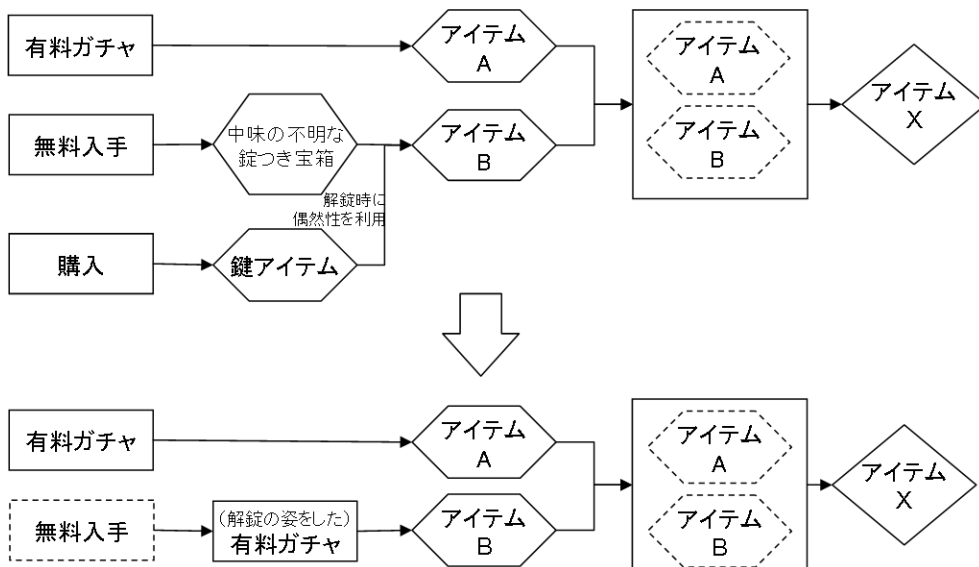 有料ガチャ
アイテム
A
アイテム
A
アイテム
B
アイテム
X
無料入手
中味の不明な
錠つき宝箱
アイテム
B
解錠時に
偶然性を利用
購入
鍵アイテム
有料ガチャ
アイテム
A
アイテム
A
アイテム
B
アイテム
X
無料入手
(解錠の姿をした)
有料ガチャ
アイテム
B